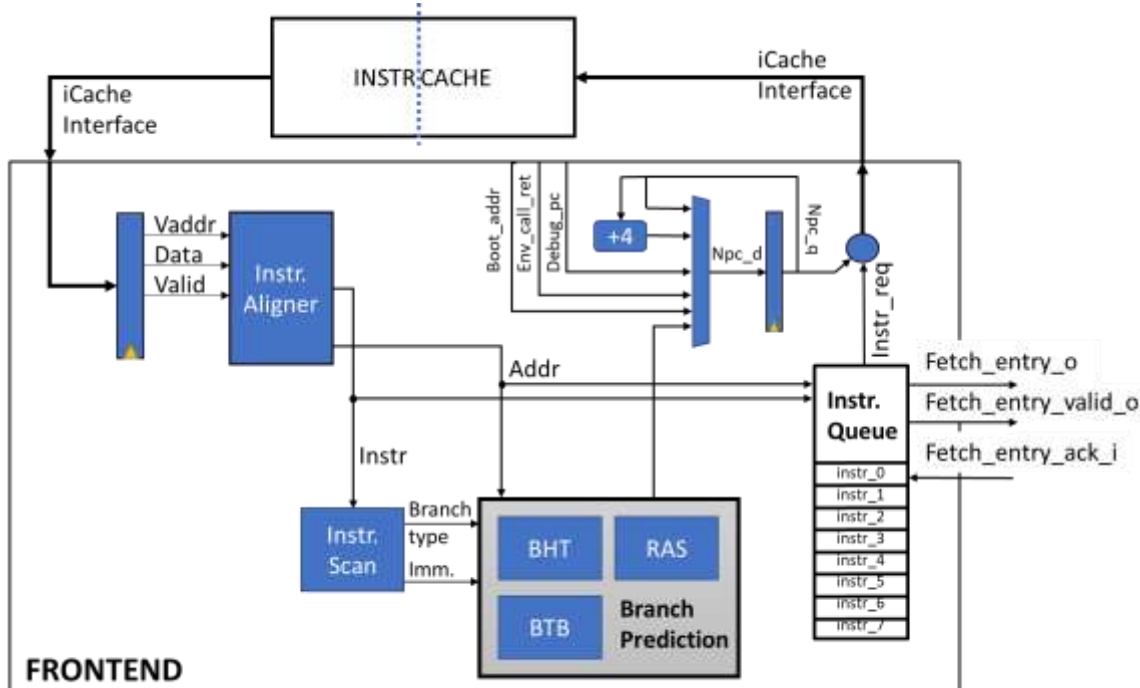 INSTR CACHE
iCache
Interface
iCache
Interface
Boot_addr
Env_call_ret
Debug_pc
+4
Npc_d
Npc_q
Instr_req
Vaddr
Data
Valid
Instr.
Aligner
Addr
Instr
Instr.
Queue
Fetch_entry_o
Fetch_entry_valid_o
Fetch_entry_ack_i
instr_0
instr_1
instr_2
instr_3
instr_4
instr_5
instr_6
instr_7
Instr.
Scan
Branch
type
Imm.
BHT
RAS
BTB
Branch
Prediction
FRONTEND